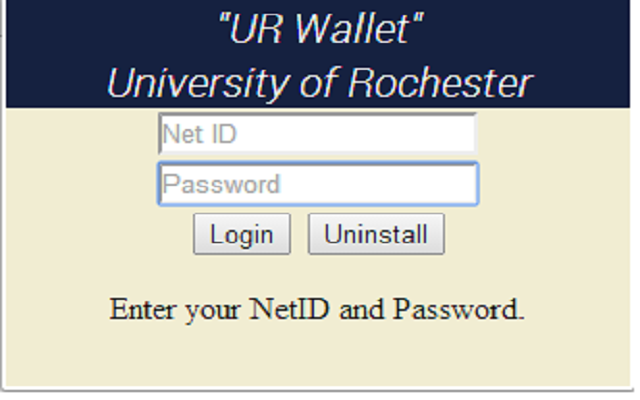 "UR Wallet"
University of Rochester
Net ID
Password
Login Uninstall
Enter your NetID and Password.